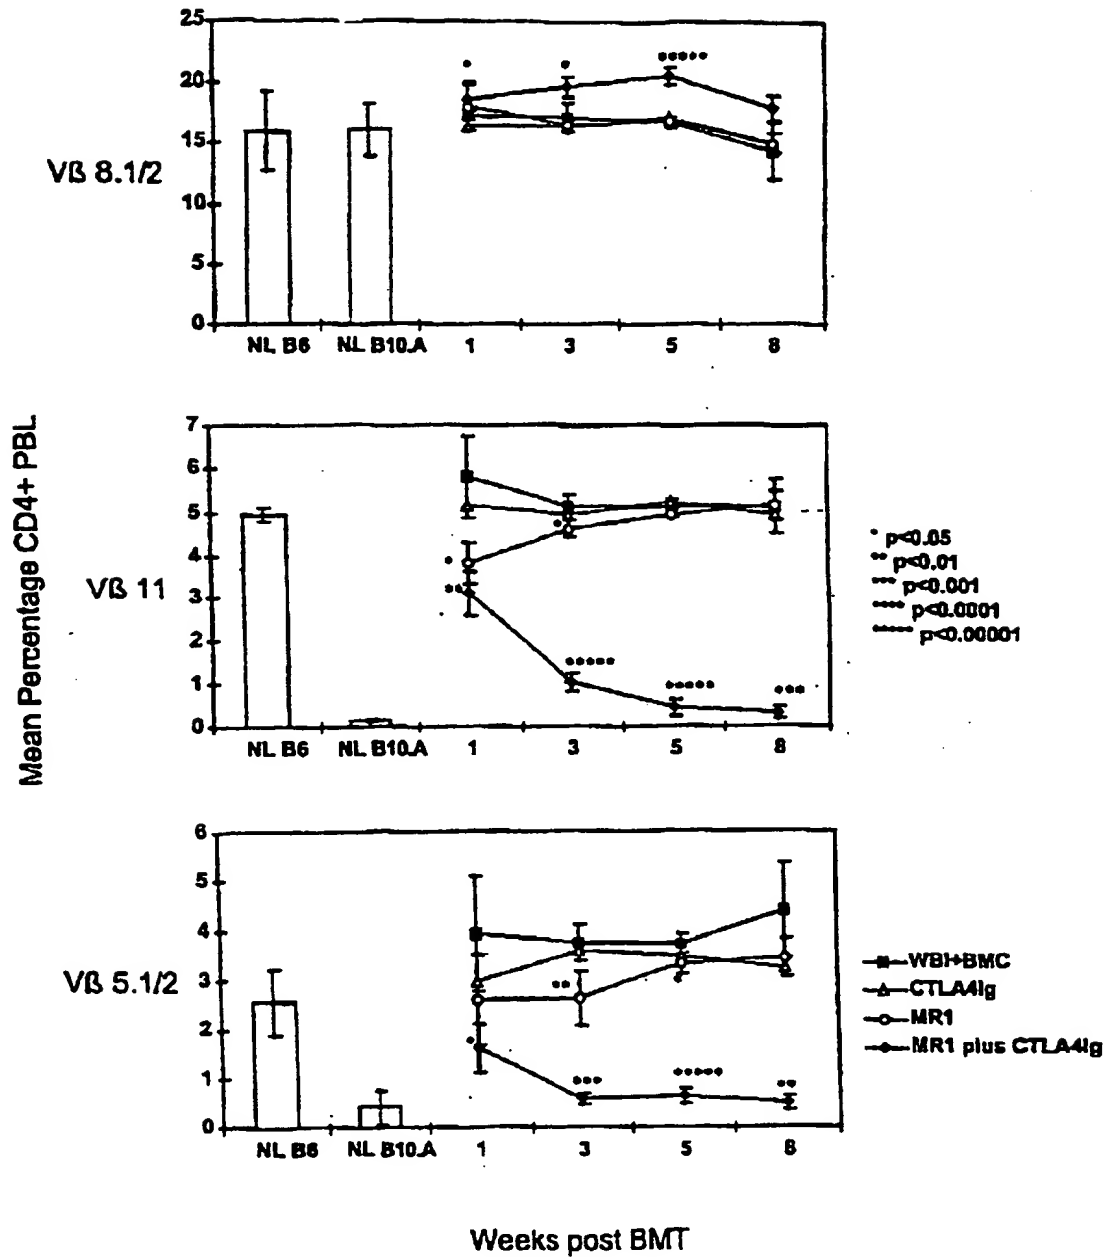 Mean Percentage CD4+ PBL
Vß 8.1/2
25
20
15
10
5
0
*
*
*****
NL B6 NL B10.A 1 3 5 8
Vß 11
7
6
5
4
3
2
1
0
*
*
**
*****
*****
***
NL B6 NL B10.A 1 3 5 8
* p<0.05
** p<0.01
*** p<0.001
**** p<0.0001
***** p<0.00001
Vß 5.1/2
6
5
4
3
2
1
0
**
*
*
***
*****
**
NL B6 NL B10.A 1 3 5 8
WBI+BMC
CTLA4Ig
MR1
MR1 plus CTLA4Ig
Weeks post BMT